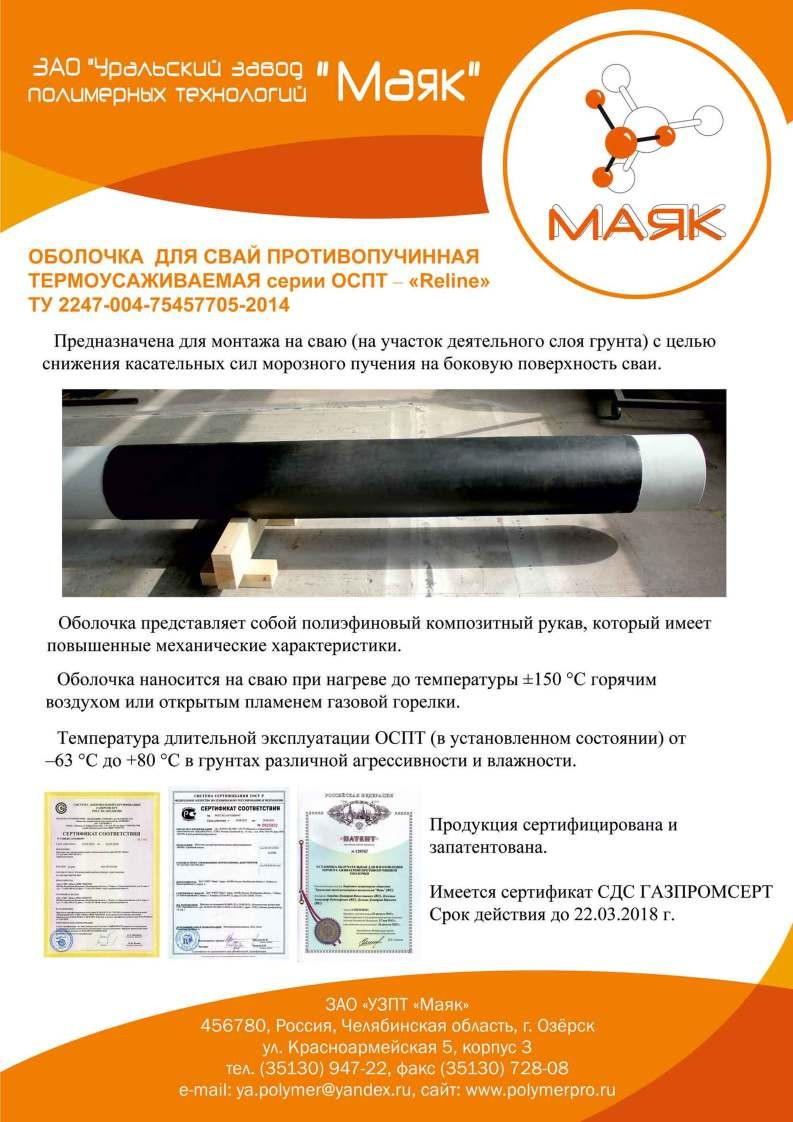 ЗАО "Уральский завод
полимерных технологий "Маяк"
МАЯК
ОБОЛОЧКА ДЛЯ СВАЙ ПРОТИВОПУЧИННАЯ
ТЕРМОУСАЖИВАЕМАЯ серии ОСПТ – «Reline»
ТУ 2247-004-75457705-2014
Предназначена для монтажа на сваю (на участок деятельного слоя грунта) с целью
снижения касательных сил морозного пучения на боковую поверхность сваи.
Оболочка представляет собой полиэфиновый композитный рукав, который имеет
повышенные механические характеристики.
Оболочка наносится на сваю при нагреве до температуры ±150 °С горячим
воздухом или открытым пламенем газовой горелки.
Температура длительной эксплуатации ОСПТ (в установленном состоянии) от
–63 °С до +80 °С в грунтах различной агрессивности и влажности.
СЕРТИФИКАТ СООТВЕТСТВИЯ
СЕРТИФИКАТ СООТВЕТСТВИЯ
РОССИЙСКАЯ ФЕДЕРАЦИЯ
ПАТЕНТ
Продукция сертифицирована и
запатентована.
Имеется сертификат СДС ГАЗПРОМСЕРТ
Срок действия до 22.03.2018 г.
ЗАО «УЗПТ «Маяк»
456780, Россия, Челябинская область, г. Озёрск
ул. Красноармейская 5, корпус 3
тел. (35130) 947-22, факс (35130) 728-08
e-mail: ya.polymer@yandex.ru, сайт: www.polymerpro.ru